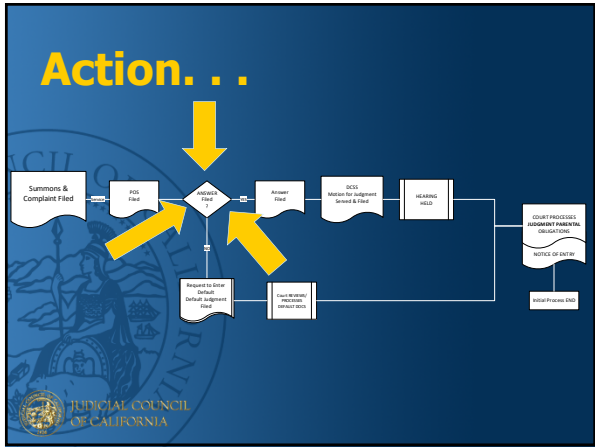 Action. . .
Summons &
Complaint Filed
POS
Filed
ANSWER
Filed
?
YES
Answer
Filed
DCSS
Motion for Judgment
Served & Filed
HEARING
HELD
COURT PROCESSES
JUDGMENT PARENTAL
OBLIGATIONS
NOTICE OF ENTRY
Initial Process END
NO
Request to Enter
Default
Default Judgment
Filed
Court REVIEWS/
PROCESSES
DEFAULT DOCS
JUDICIAL COUNCIL
OF CALIFORNIA